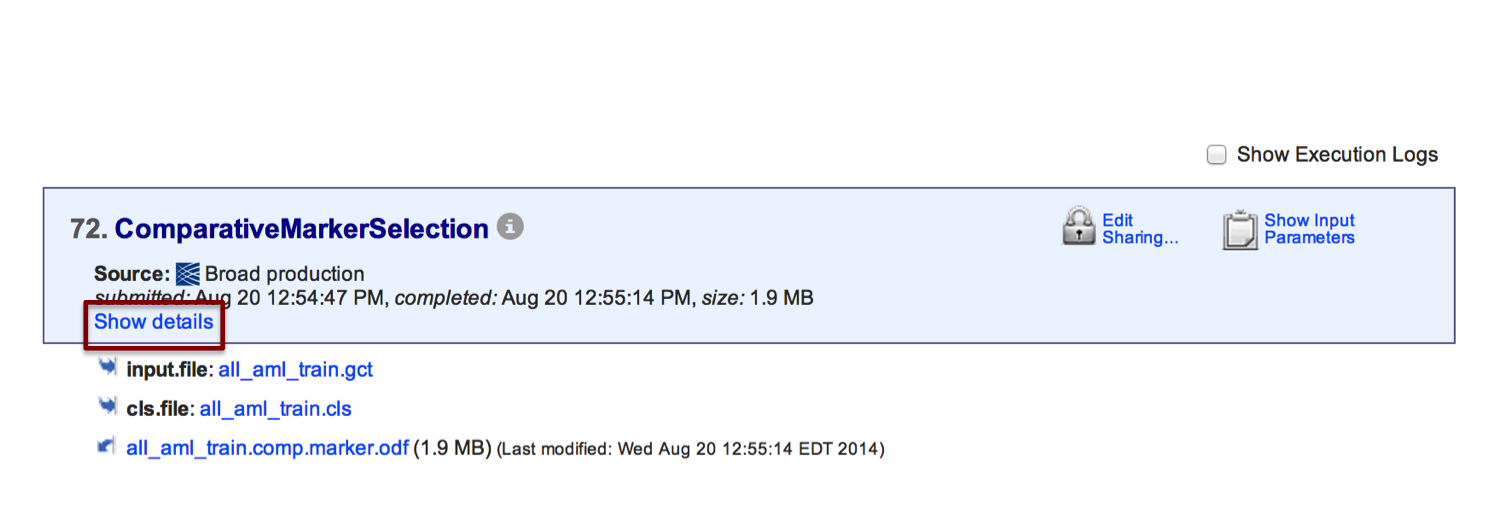 Show Execution Logs
72. ComparativeMarkerSelection
Edit Sharing...
Show Input Parameters
Source: Broad production
submitted: Aug 20 12:54:47 PM, completed: Aug 20 12:55:14 PM, size: 1.9 MB
Show details
input.file: all_aml_train.gct
cls.file: all_aml_train.cls
all_aml_train.comp.marker.odf (1.9 MB) (Last modified: Wed Aug 20 12:55:14 EDT 2014)